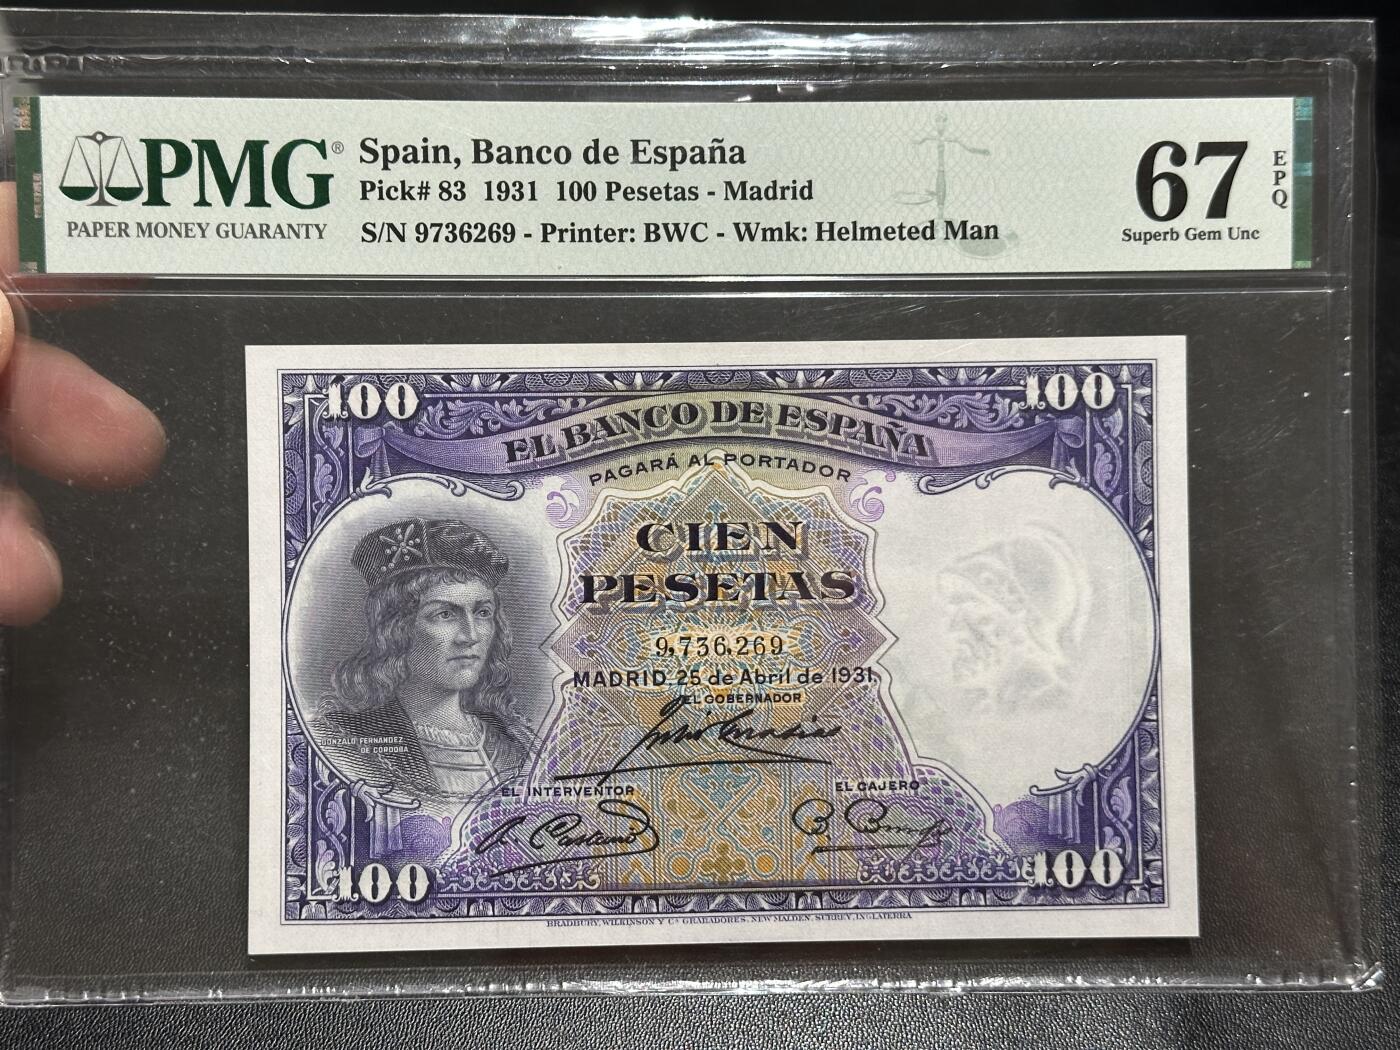 PMG®
PAPER MONEY GUARANTY
Spain, Banco de España
Pick# 83 1931 100 Pesetas - Madrid
S/N 9736269 - Printer: BWC - Wmk: Helmeted Man
67 EPQ
Superb Gem Unc
100 100
EL BANCO DE ESPAÑA
PAGARÁ AL PORTADOR
CIEN
PESETAS
9,736,269
MADRID 25 de Abril de 1931
EL GOBERNADOR
GONZALO FERNANDEZ
DE CORDOBA
EL INTERVENTOR EL CAJERO
100 100
BRADBURY, WILKINSON Y Cª GRABADORES, NEW MALDEN, SURREY, INGLATERRA